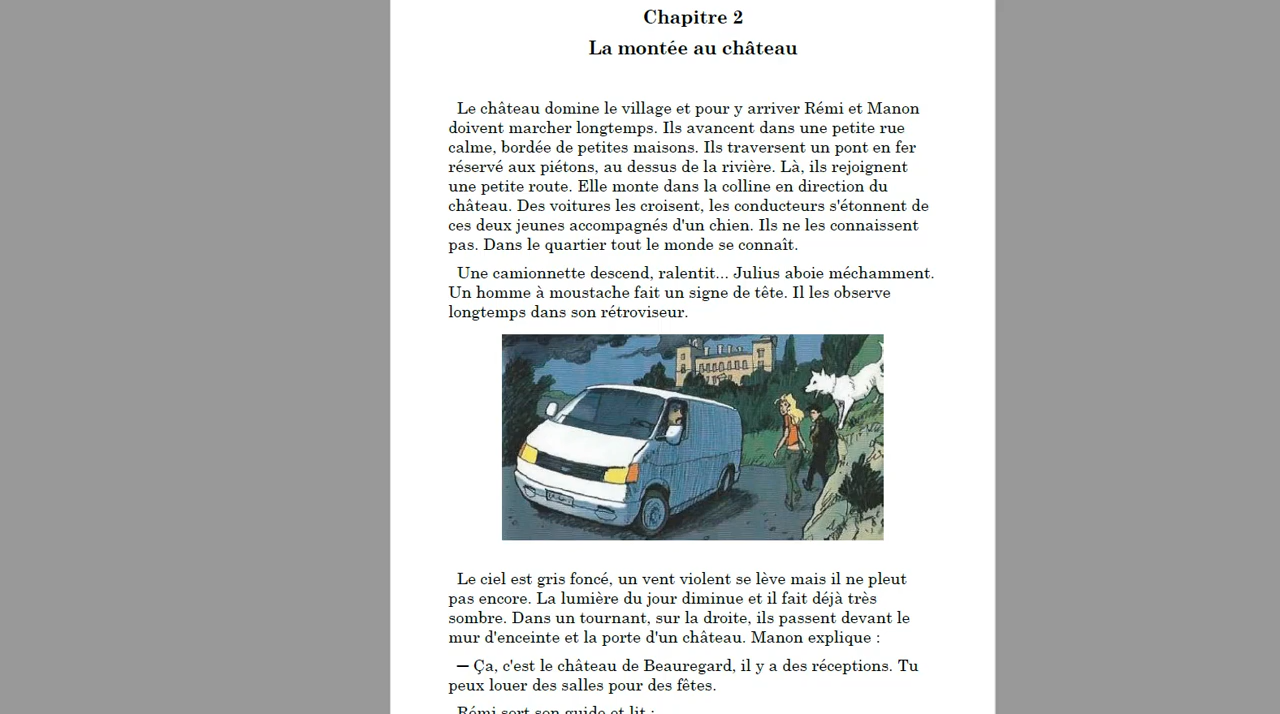 Chapitre 2
La montée au château
Le château domine le village et pour y arriver Rémi et Manon
doivent marcher longtemps. Ils avancent dans une petite rue
calme, bordée de petites maisons. Ils traversent un pont en fer
réservé aux piétons, au dessus de la rivière. Là, ils rejoignent
une petite route. Elle monte dans la colline en direction du
château. Des voitures les croisent, les conducteurs s'étonnent de
ces deux jeunes accompagnés d'un chien. Ils ne les connaissent
pas. Dans le quartier tout le monde se connaît.
Une camionnette descend, ralentit... Julius aboie méchamment.
Un homme à moustache fait un signe de tête. Il les observe
longtemps dans son rétroviseur.
Le ciel est gris foncé, un vent violent se lève mais il ne pleut
pas encore. La lumière du jour diminue et il fait déjà très
sombre. Dans un tournant, sur la droite, ils passent devant le
mur d'enceinte et la porte d'un château. Manon explique :
— Ça, c'est le château de Beauregard, il y a des réceptions. Tu
peux louer des salles pour des fêtes.
Rémi sort son guide et lit :